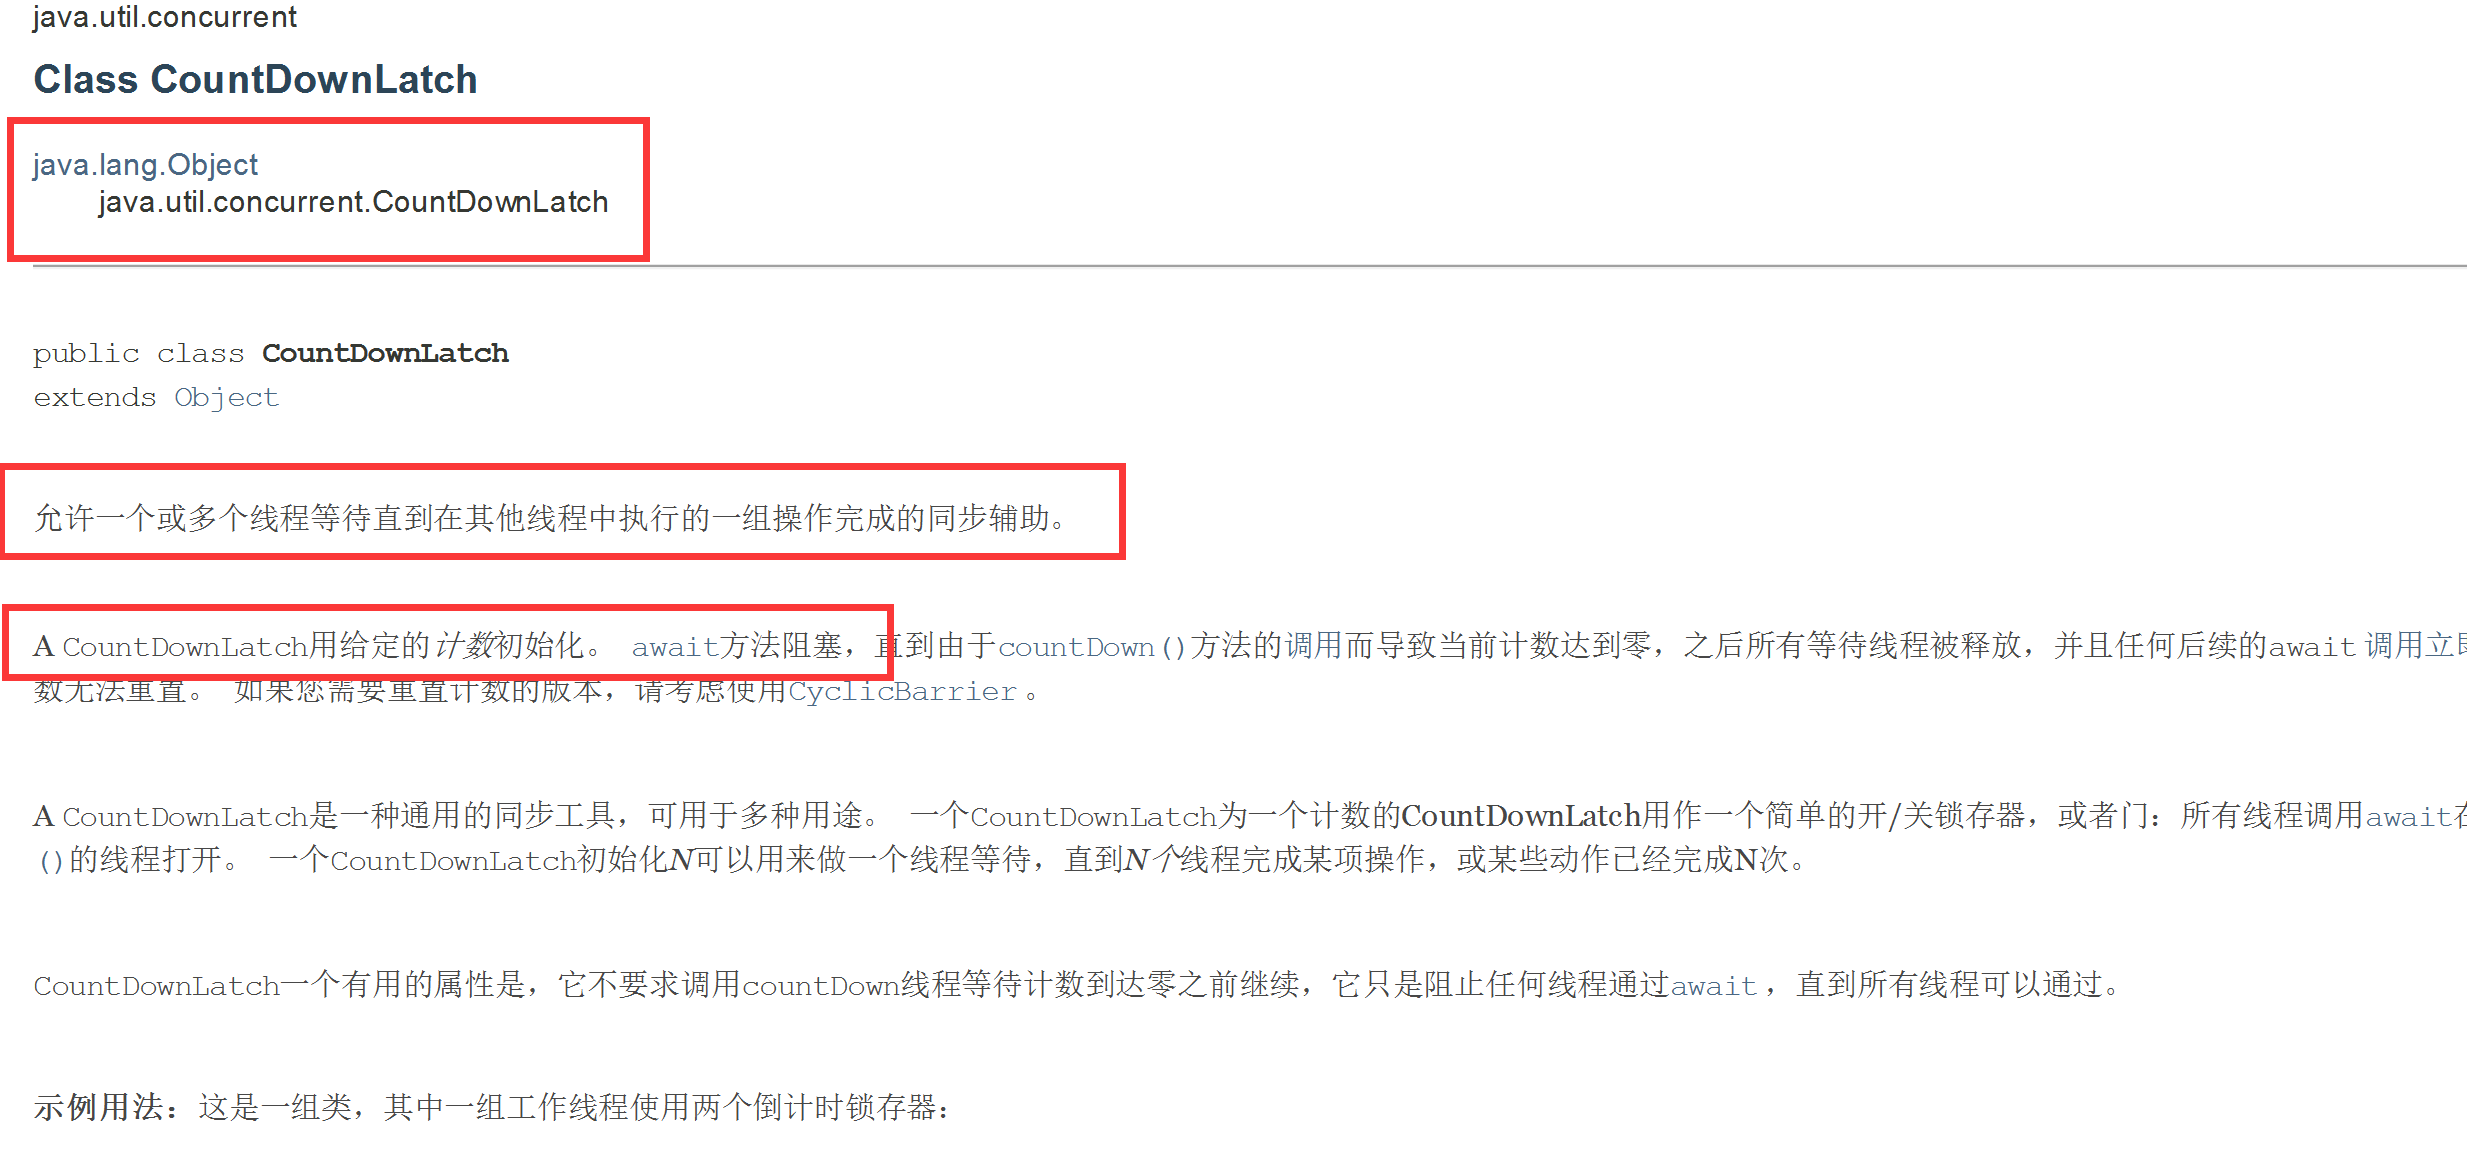 java.util.concurrent
Class CountDownLatch
java.lang.Object
java.util.concurrent.CountDownLatch
public class CountDownLatch
extends Object
允许一个或多个线程等待直到在其他线程中执行的一组操作完成的同步辅助。
A CountDownLatch用给定的计数初始化。 await方法阻塞，直到由于countDown()方法的调用而导致当前计数达到零，之后所有等待线程被释放，并且任何后续的await 调用立即
数无法重置。 如果您需要重置计数的版本，请考虑使用CyclicBarrier 。
A CountDownLatch是一种通用的同步工具，可用于多种用途。 一个CountDownLatch为一个计数的CountDownLatch用作一个简单的开/关锁存器，或者门：所有线程调用await在
()的线程打开。 一个CountDownLatch初始化N可以用来做一个线程等待，直到N个线程完成某项操作，或某些动作已经完成N次。
CountDownLatch一个有用的属性是，它不要求调用countDown线程等待计数到达零之前继续，它只是阻止任何线程通过await ，直到所有线程可以通过。
示例用法：这是一组类，其中一组工作线程使用两个倒计时锁存器：